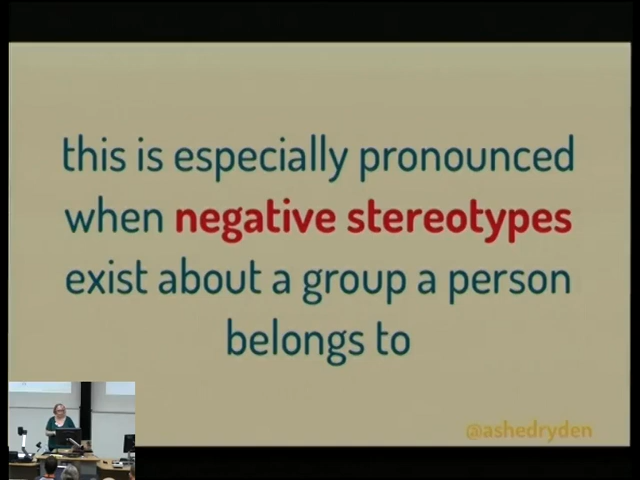 this is especially pronounced
when negative stereotypes
exist about a group a person
belongs to
@ashedryden